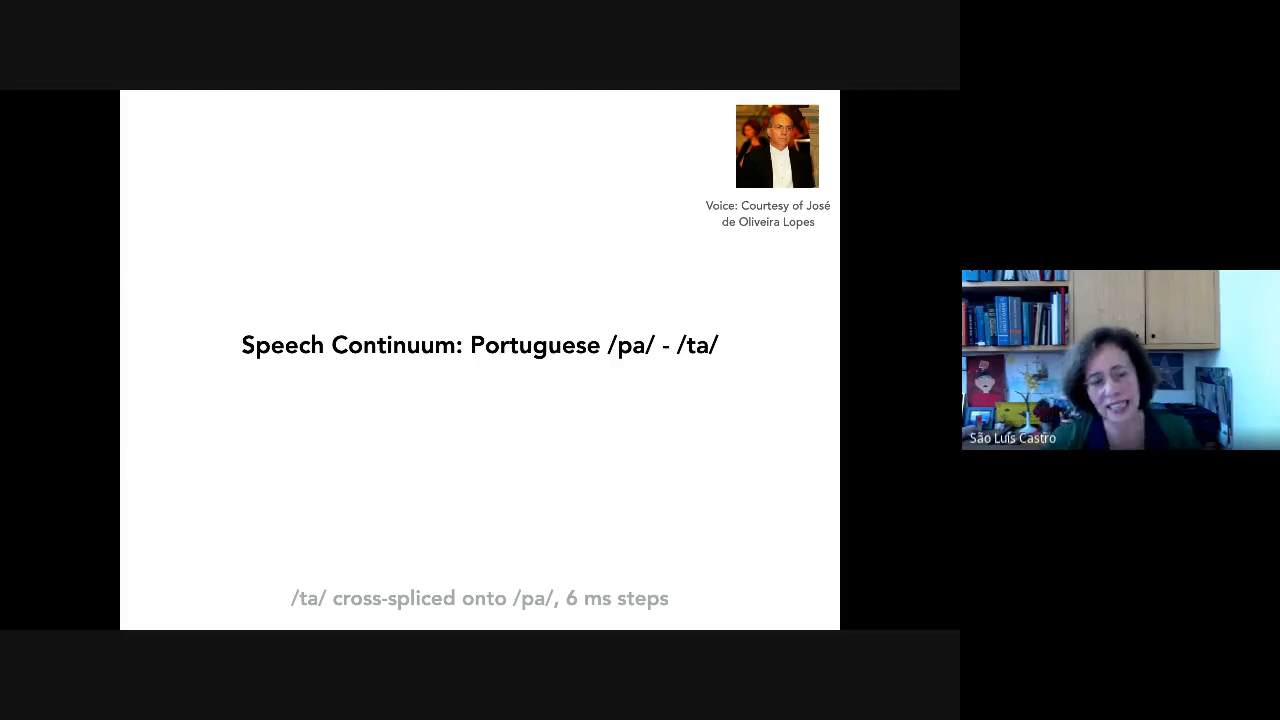 Voice: Courtesy of José
de Oliveira Lopes
Speech Continuum: Portuguese /pa/ - /ta/
/ta/ cross-spliced onto /pa/, 6 ms steps
São Luís Castro